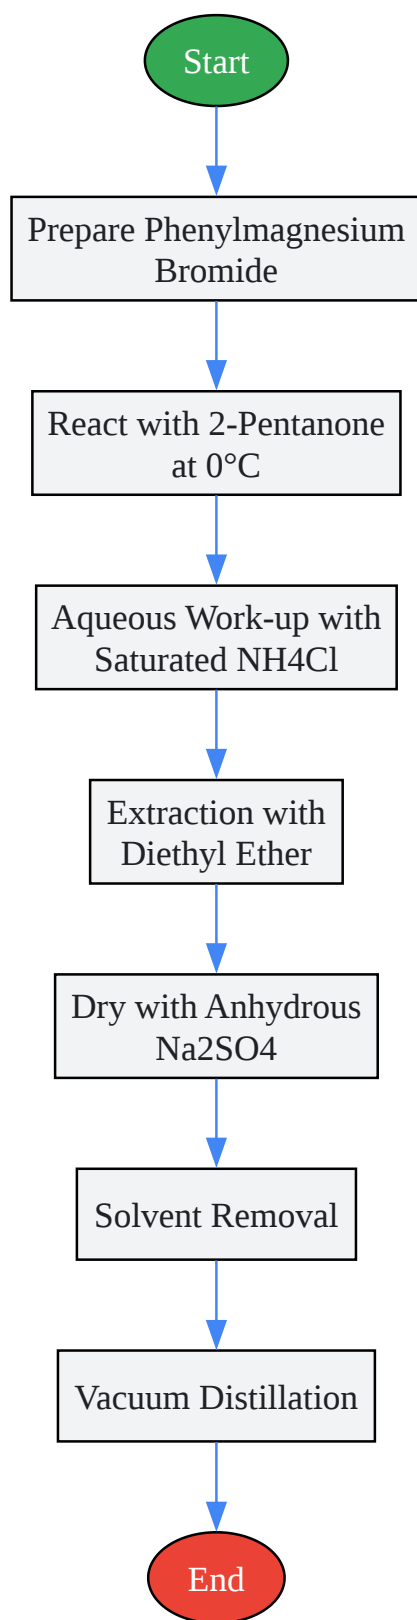 Start
Prepare Phenylmagnesium
Bromide
React with 2-Pentanone
at 0°C
Aqueous Work-up with
Saturated NH4Cl
Extraction with
Diethyl Ether
Dry with Anhydrous
Na2SO4
Solvent Removal
Vacuum Distillation
End